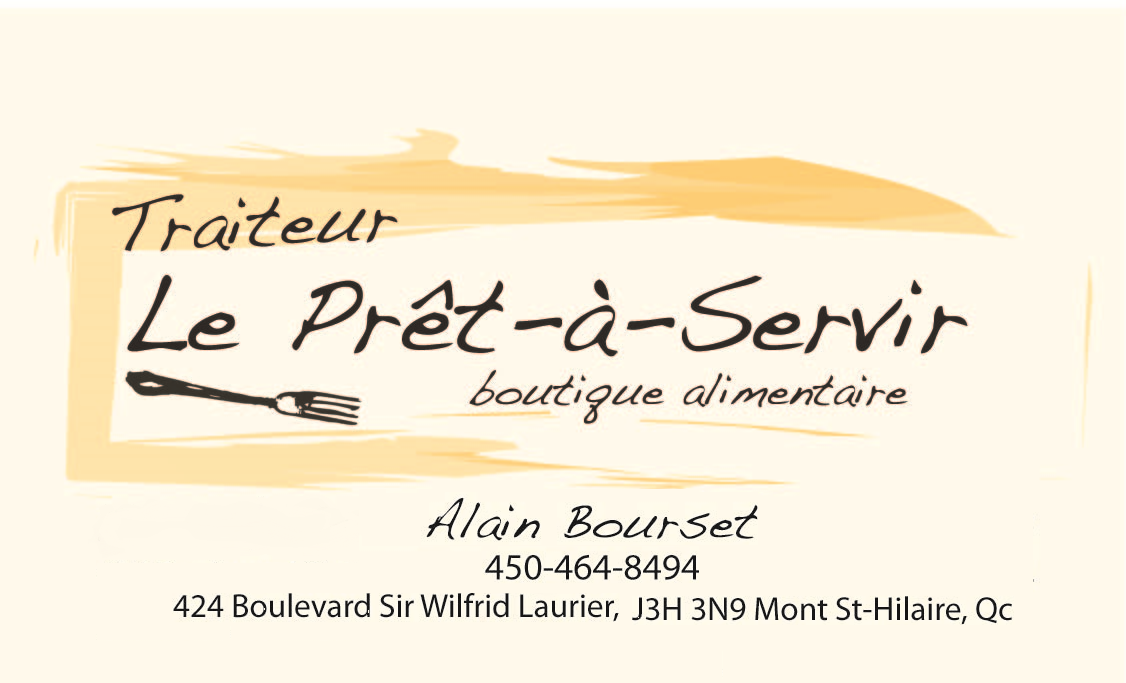 Traiteur
Le Prêt-à-Servir
boutique alimentaire
Alain Bourset
450-464-8494
424 Boulevard Sir Wilfrid Laurier, J3H 3N9 Mont St-Hilaire, Qc